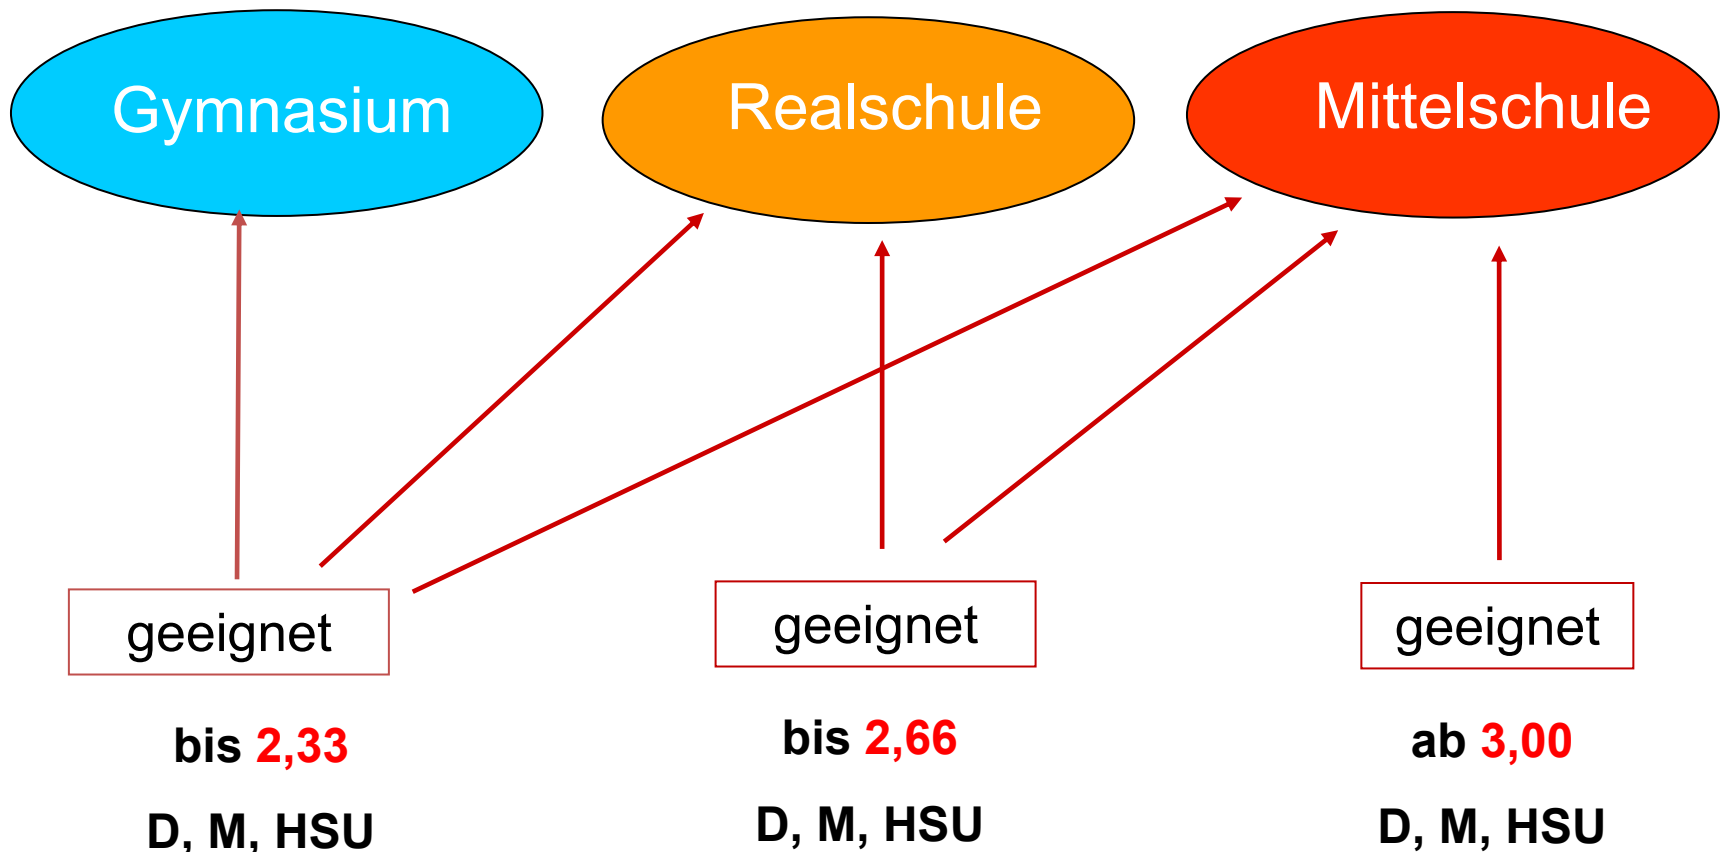 Gymnasium
Realschule
Mittelschule
geeignet
geeignet
geeignet
bis 2,33
bis 2,66
ab 3,00
D, M, HSU
D, M, HSU
D, M, HSU